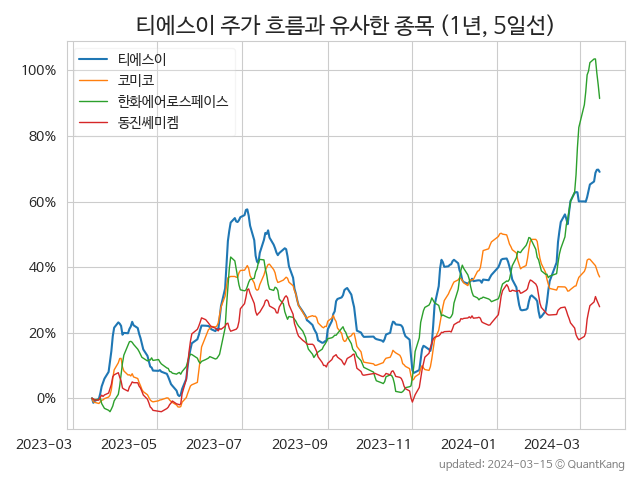 티에스이 주가 흐름과 유사한 종목 (1년, 5일선)
티에스이
코미코
한화에어로스페이스
동진쎄미켐
100%
80%
60%
40%
20%
0%
2023-03 2023-05 2023-07 2023-09 2023-11 2024-01 2024-03
updated: 2024-03-15 © QuantKang